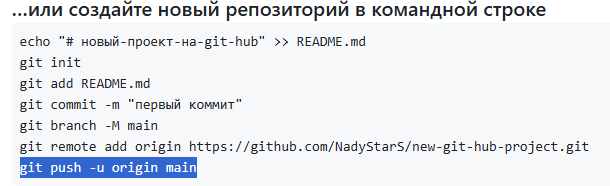 ...или создайте новый репозиторий в командной строке
echo "# новый-проект-на-git-hub" >> README.md
git init
git add README.md
git commit -m "первый коммит"
git branch -M main
git remote add origin https://github.com/NadyStarS/new-git-hub-project.git
git push -u origin main